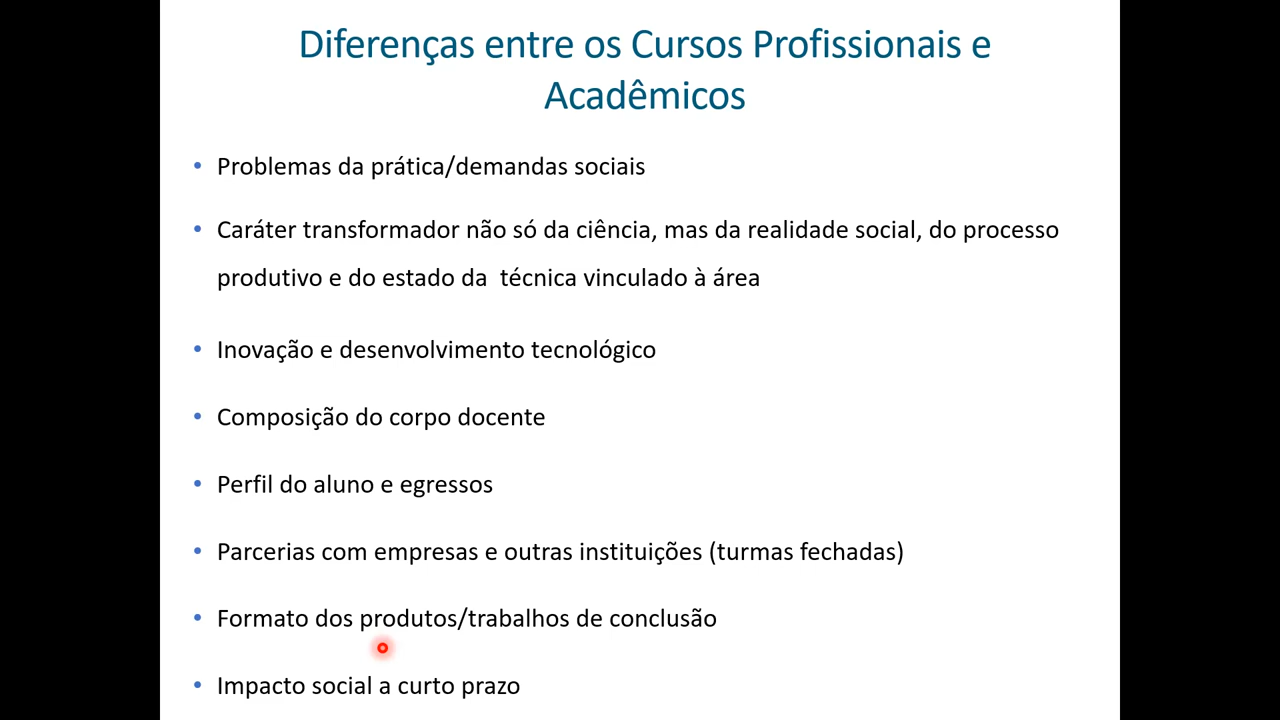 Diferenças entre os Cursos Profissionais e
Acadêmicos
• Problemas da prática/demandas sociais
• Caráter transformador não só da ciência, mas da realidade social, do processo
produtivo e do estado da  técnica vinculado à área
• Inovação e desenvolvimento tecnológico
• Composição do corpo docente
• Perfil do aluno e egressos
• Parcerias com empresas e outras instituições (turmas fechadas)
• Formato dos produtos/trabalhos de conclusão
• Impacto social a curto prazo